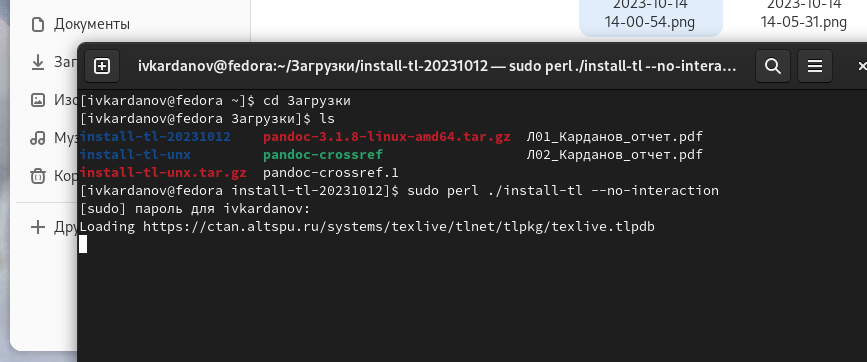 2023-10-14
14-00-54.png
2023-10-14
14-05-31.png
Документы
Заг
Изо
Му
Кор
Дру
ivkardanov@fedora:~/Загрузки/install-tl-20231012 — sudo perl ./install-tl --no-intera…
[ivkardanov@fedora ~]$ cd Загрузки
[ivkardanov@fedora Загрузки]$ ls
install-tl-20231012 pandoc-3.1.8-linux-amd64.tar.gz Л01_Карданов_отчет.pdf
install-tl-unx pandoc-crossref Л02_Карданов_отчет.pdf
install-tl-unx.tar.gz pandoc-crossref.1
[ivkardanov@fedora install-tl-20231012]$ sudo perl ./install-tl --no-interaction
[sudo] пароль для ivkardanov:
Loading https://ctan.altspu.ru/systems/texlive/tlnet/tlpkg/texlive.tlpdb